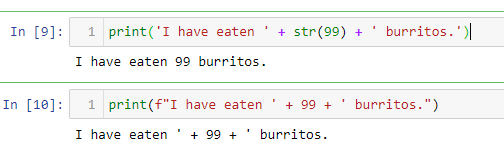 In [9]: 1 print('I have eaten ' + str(99) + ' burritos.')
I have eaten 99 burritos.
In [10]: 1 print(f"I have eaten ' + 99 + ' burritos.")
I have eaten ' + 99 + ' burritos.